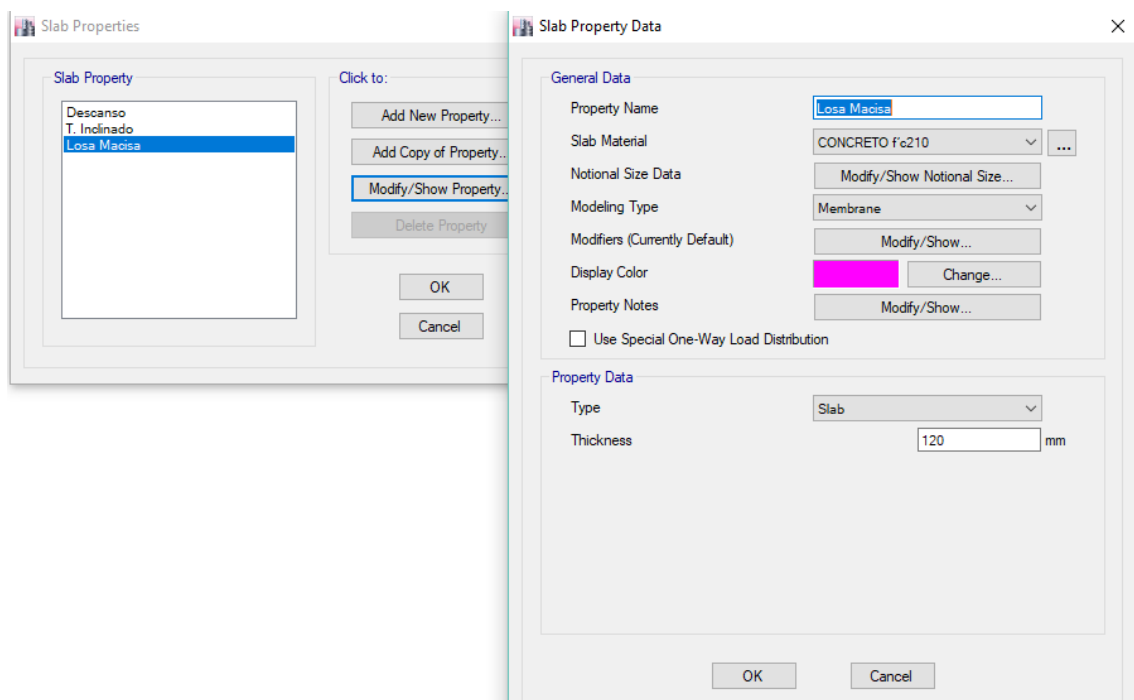 Slab Properties
Slab Property
Descanso
T. Inclinado
Losa Macisa
Click to:
Add New Property...
Add Copy of Property...
Modify/Show Property...
Delete Property
OK
Cancel
Slab Property Data
General Data
Property Name Losa Macisa
Slab Material CONCRETO f'c210 ...
Notional Size Data Modify/Show Notional Size...
Modeling Type Membrane
Modifiers (Currently Default) Modify/Show...
Display Color Change...
Property Notes Modify/Show...
Use Special One-Way Load Distribution
Property Data
Type Slab
Thickness 120 mm
OK Cancel